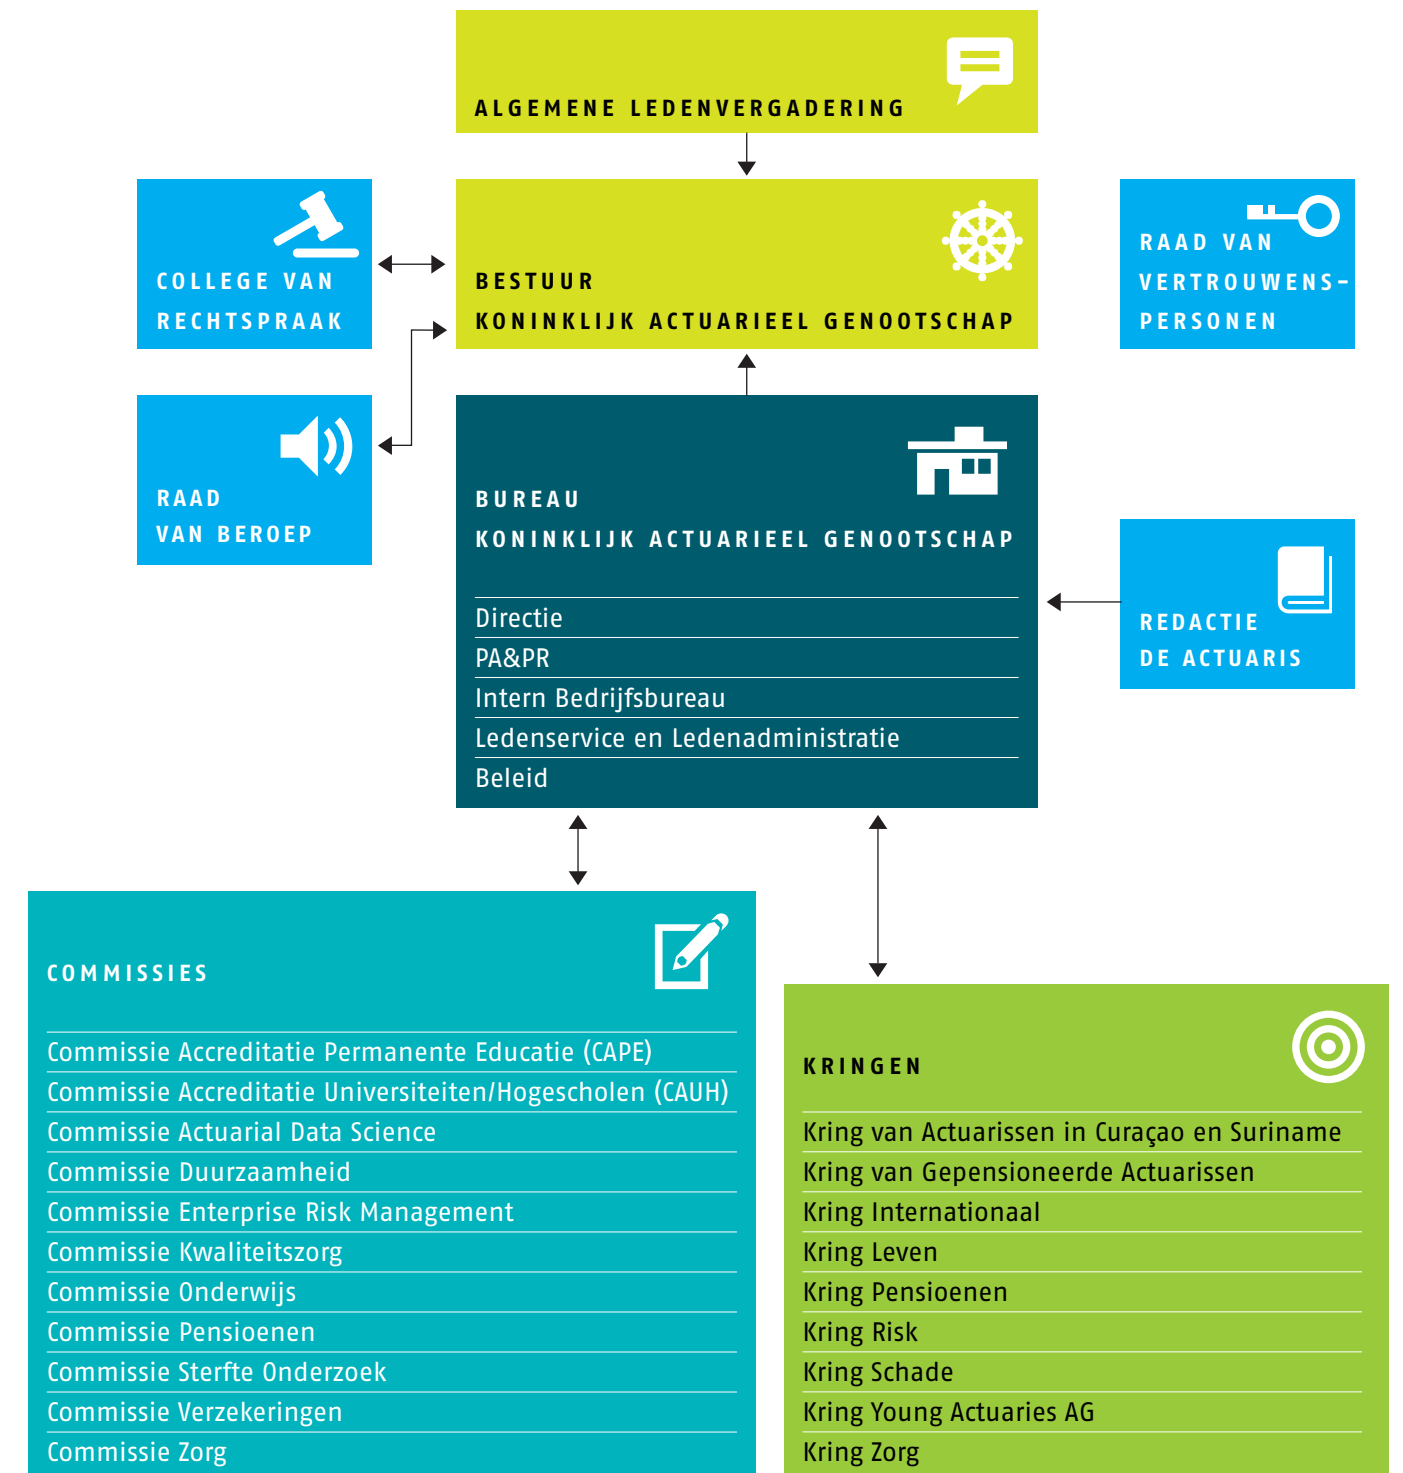 ALGEMENE LEDENVERGADERING
COLLEGE VAN
RECHTSPRAAK
BESTUUR
KONINKLIJK ACTUARIEEL GENOOTSCHAP
RAAD VAN
VERTROUWENS-
PERSONEN
RAAD
VAN BEROEP
BUREAU
KONINKLIJK ACTUARIEEL GENOOTSCHAP
Directie
PA&PR
Intern Bedrijfsbureau
Ledenservice en Ledenadministratie
Beleid
REDACTIE
DE ACTUARIS
COMMISSIES
Commissie Accreditatie Permanente Educatie (CAPE)
Commissie Accreditatie Universiteiten/Hogescholen (CAUH)
Commissie Actuarial Data Science
Commissie Duurzaamheid
Commissie Enterprise Risk Management
Commissie Kwaliteitszorg
Commissie Onderwijs
Commissie Pensioenen
Commissie Sterfte Onderzoek
Commissie Verzekeringen
Commissie Zorg
KRINGEN
Kring van Actuarissen in Curaçao en Suriname
Kring van Gepensioneerde Actuarissen
Kring Internationaal
Kring Leven
Kring Pensioenen
Kring Risk
Kring Schade
Kring Young Actuaries AG
Kring Zorg